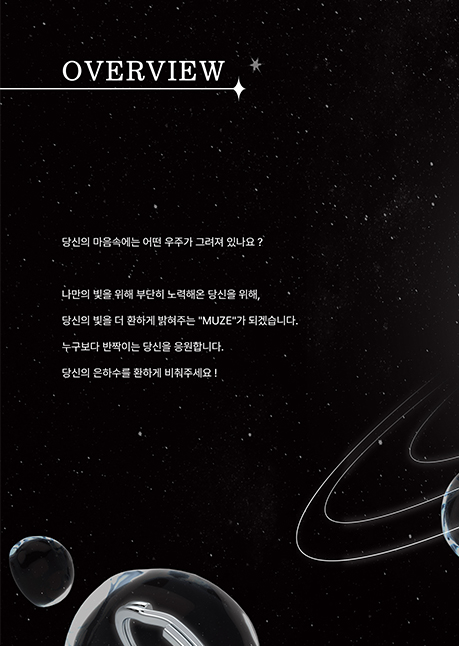 OVERVIEW
당신의 마음속에는 어떤 우주가 그려져 있나요 ?
나만의 빛을 위해 부단히 노력해온 당신을 위해,
당신의 빛을 더 환하게 밝혀주는 "MUZE"가 되겠습니다.
누구보다 반짝이는 당신을 응원합니다.
당신의 은하수를 환하게 비춰주세요 !